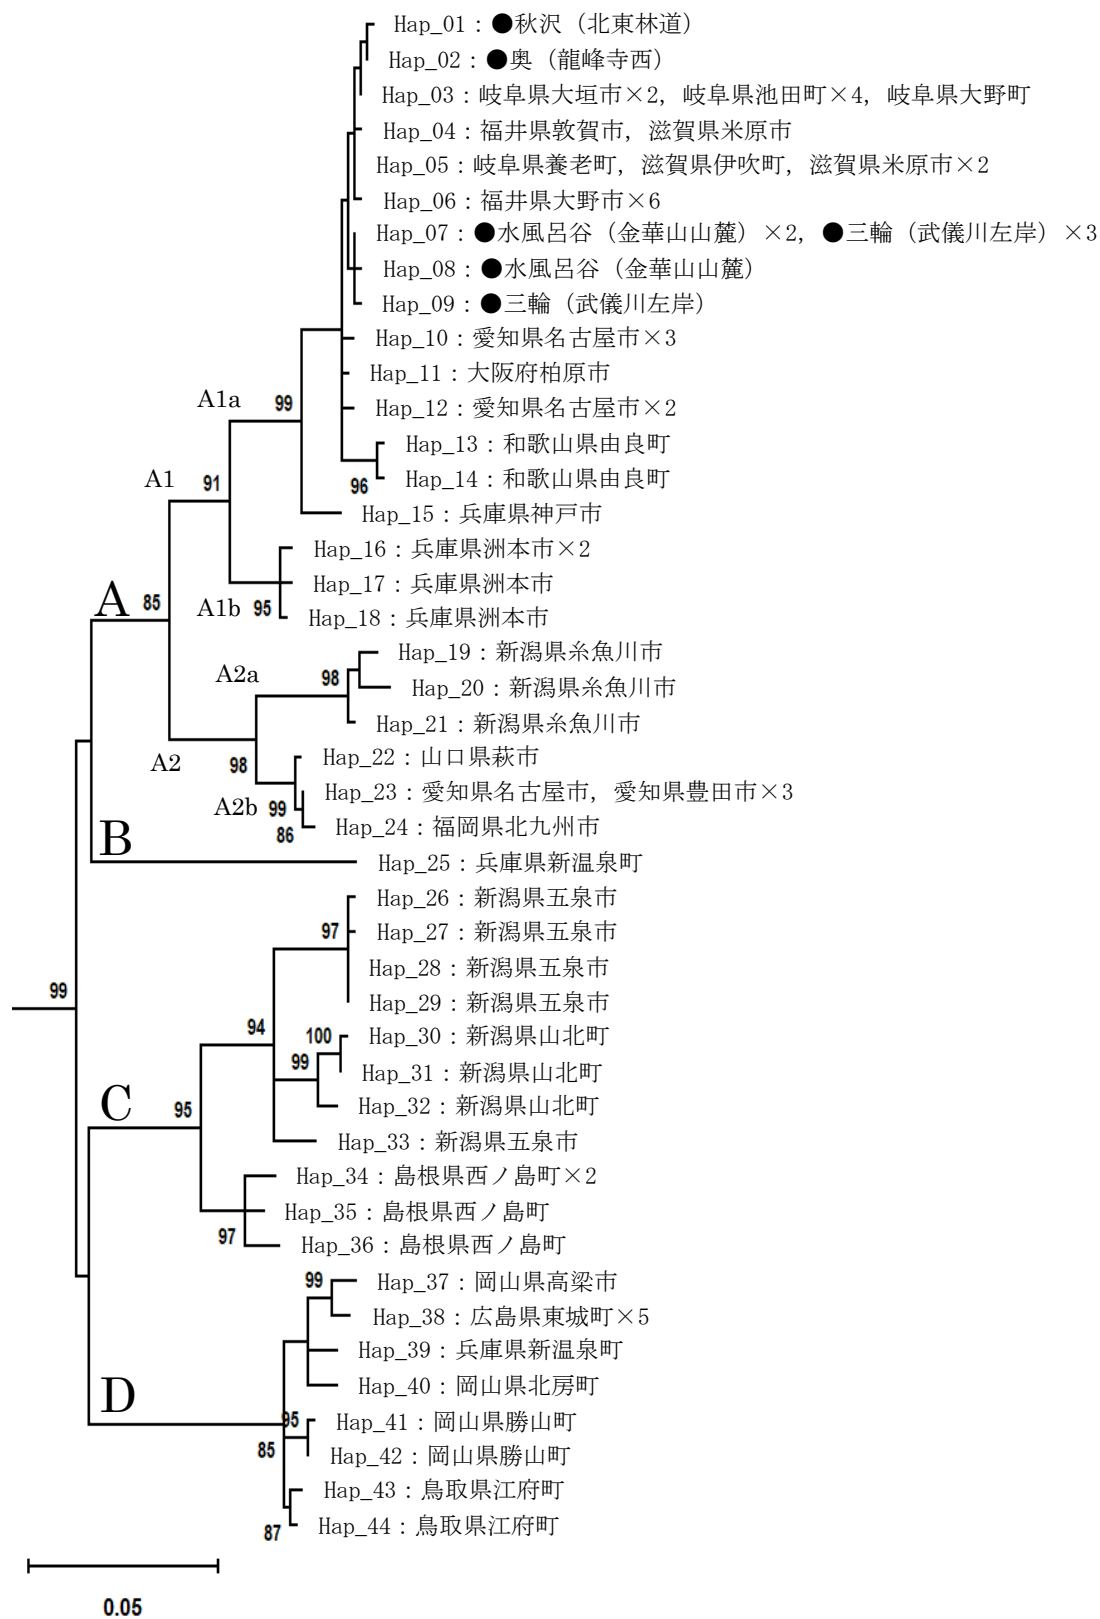 Hap_01：●秋沢（北東林道）
Hap_02：●奥（龍峰寺西）
Hap_03：岐阜県大垣市×2，岐阜県池田町×4，岐阜県大野町
Hap_04：福井県敦賀市，滋賀県米原市
Hap_05：岐阜県養老町，滋賀県伊吹町，滋賀県米原市×2
Hap_06：福井県大野市×6
Hap_07：●水風呂谷（金華山山麓）×2，●三輪（武儀川左岸）×3
Hap_08：●水風呂谷（金華山山麓）
Hap_09：●三輪（武儀川左岸）
Hap_10：愛知県名古屋市×3
Hap_11：大阪府柏原市
A1a 99 Hap_12：愛知県名古屋市×2
Hap_13：和歌山県由良町
A1 91 96 Hap_14：和歌山県由良町
Hap_15：兵庫県神戸市
Hap_16：兵庫県洲本市×2
Hap_17：兵庫県洲本市
A 85 A1b 95 Hap_18：兵庫県洲本市
Hap_19：新潟県糸魚川市
A2a 98 Hap_20：新潟県糸魚川市
Hap_21：新潟県糸魚川市
A2 98 Hap_22：山口県萩市
A2b 99 Hap_23：愛知県名古屋市，愛知県豊田市×3
B 86 Hap_24：福岡県北九州市
Hap_25：兵庫県新温泉町
Hap_26：新潟県五泉市
97 Hap_27：新潟県五泉市
Hap_28：新潟県五泉市
99 Hap_29：新潟県五泉市
94 100 Hap_30：新潟県山北町
99 Hap_31：新潟県山北町
C 95 Hap_32：新潟県山北町
Hap_33：新潟県五泉市
Hap_34：島根県西ノ島町×2
Hap_35：島根県西ノ島町
97 Hap_36：島根県西ノ島町
99 Hap_37：岡山県高梁市
Hap_38：広島県東城町×5
Hap_39：兵庫県新温泉町
D Hap_40：岡山県北房町
95 Hap_41：岡山県勝山町
85 Hap_42：岡山県勝山町
Hap_43：鳥取県江府町
87 Hap_44：鳥取県江府町
0.05